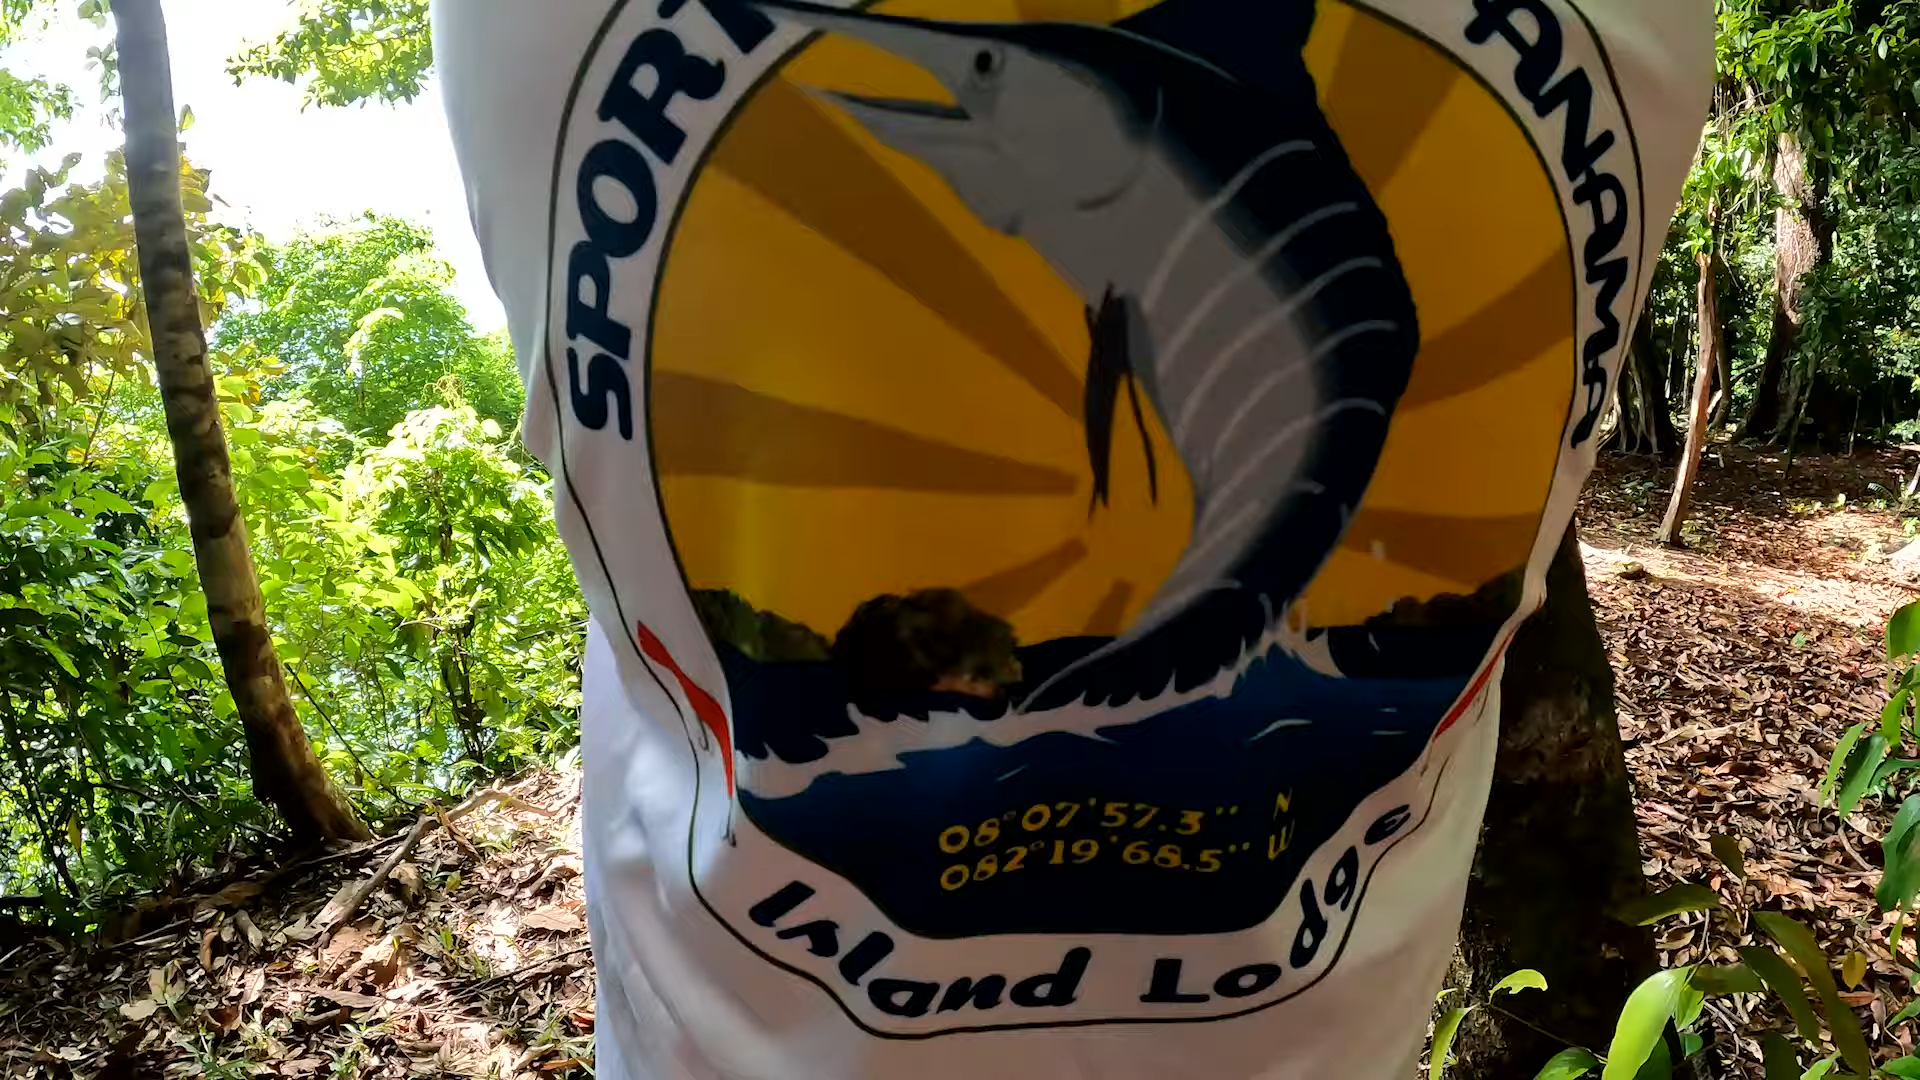 SPORT
ANAMA
08°07'57.3'' N
082°19'68.5'' W
Island Lodge